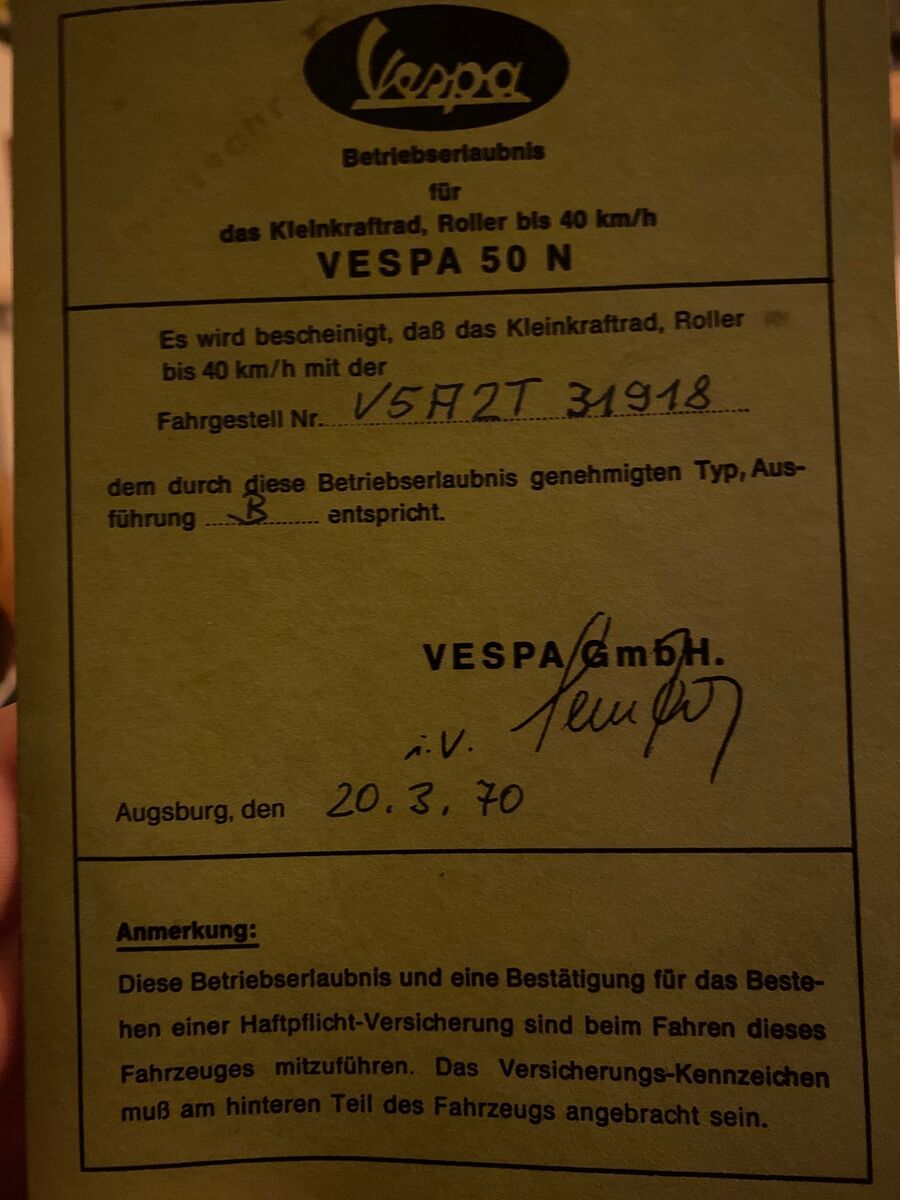 Vespa
Betriebserlaubnis
für
das Kleinkraftrad, Roller bis 40 km/h
VESPA 50 N
Es wird bescheinigt, daß das Kleinkraftrad, Roller
bis 40 km/h mit der
Fahrgestell Nr. V5A2T 31918
dem durch diese Betriebserlaubnis genehmigten Typ, Aus-
führung B entspricht.
VESPA GmbH.
i.V.
Augsburg, den 20.3.70
Anmerkung:
Diese Betriebserlaubnis und eine Bestätigung für das Beste-
hen einer Haftpflicht-Versicherung sind beim Fahren dieses
Fahrzeuges mitzuführen. Das Versicherungs-Kennzeichen
muß am hinteren Teil des Fahrzeugs angebracht sein.